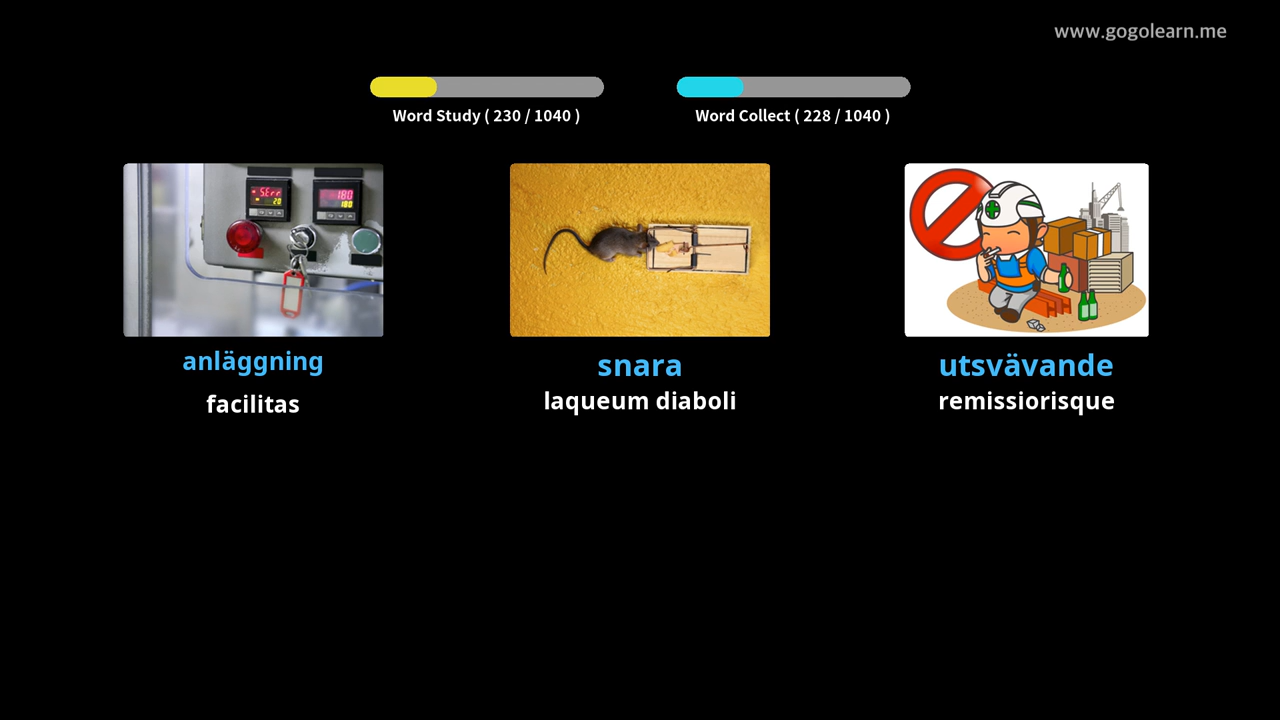 www.gogolearn.me
Word Study ( 230 / 1040 )
Word Collect ( 228 / 1040 )
anläggning
snara
utsvävande
facilitas
laqueum diaboli
remissiorisque